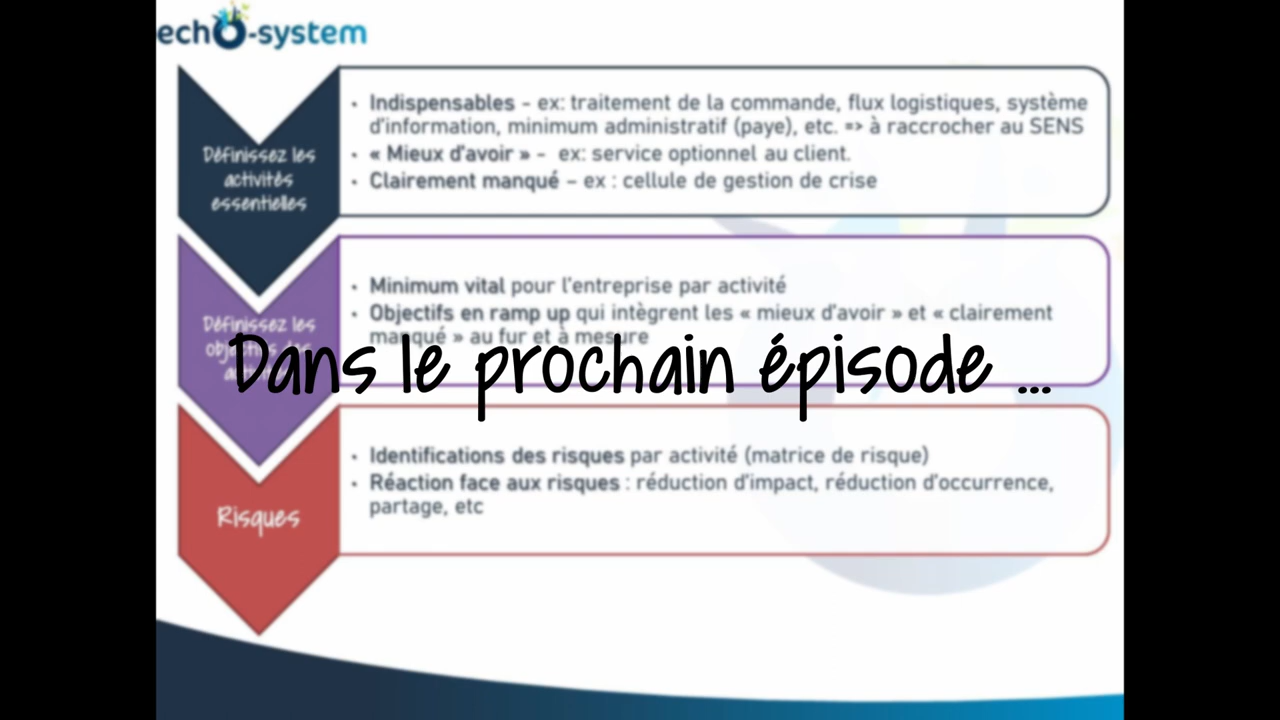 echO-system
Définissez les
activités
essentielles
• Indispensables - ex: traitement de la commande, flux logistiques, système
d'information, minimum administratif (paye), etc. => à raccrocher au SENS
• « Mieux d'avoir » - ex: service optionnel au client.
• Clairement manqué – ex : cellule de gestion de crise
Définissez les
• Minimum vital pour l'entreprise par activité
• Objectifs en ramp up qui intègrent les « mieux d'avoir » et « clairement
manqué » au fur et à mesure
Dans le prochain épisode ...
Risques
• Identifications des risques par activité (matrice de risque)
• Réaction face aux risques : réduction d'impact, réduction d'occurrence,
partage, etc